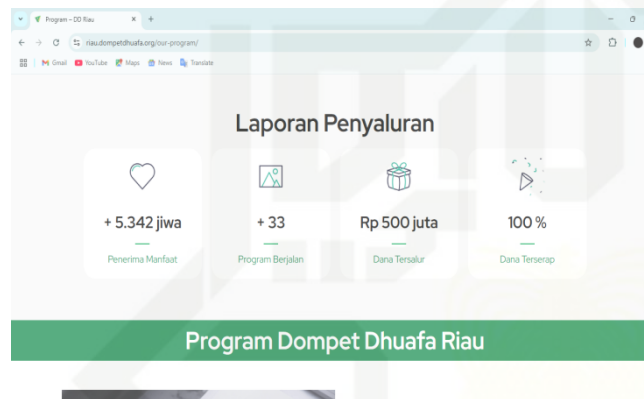 Program – DD Riau
riau.dompetdhuafa.org/our-program/
Gmail YouTube Maps News Translate
Laporan Penyaluran
+ 5.342 jiwa + 33 Rp 500 juta 100 %
Penerima Manfaat Program Berjalan Dana Tersalur Dana Terserap
Program Dompet Dhuafa Riau